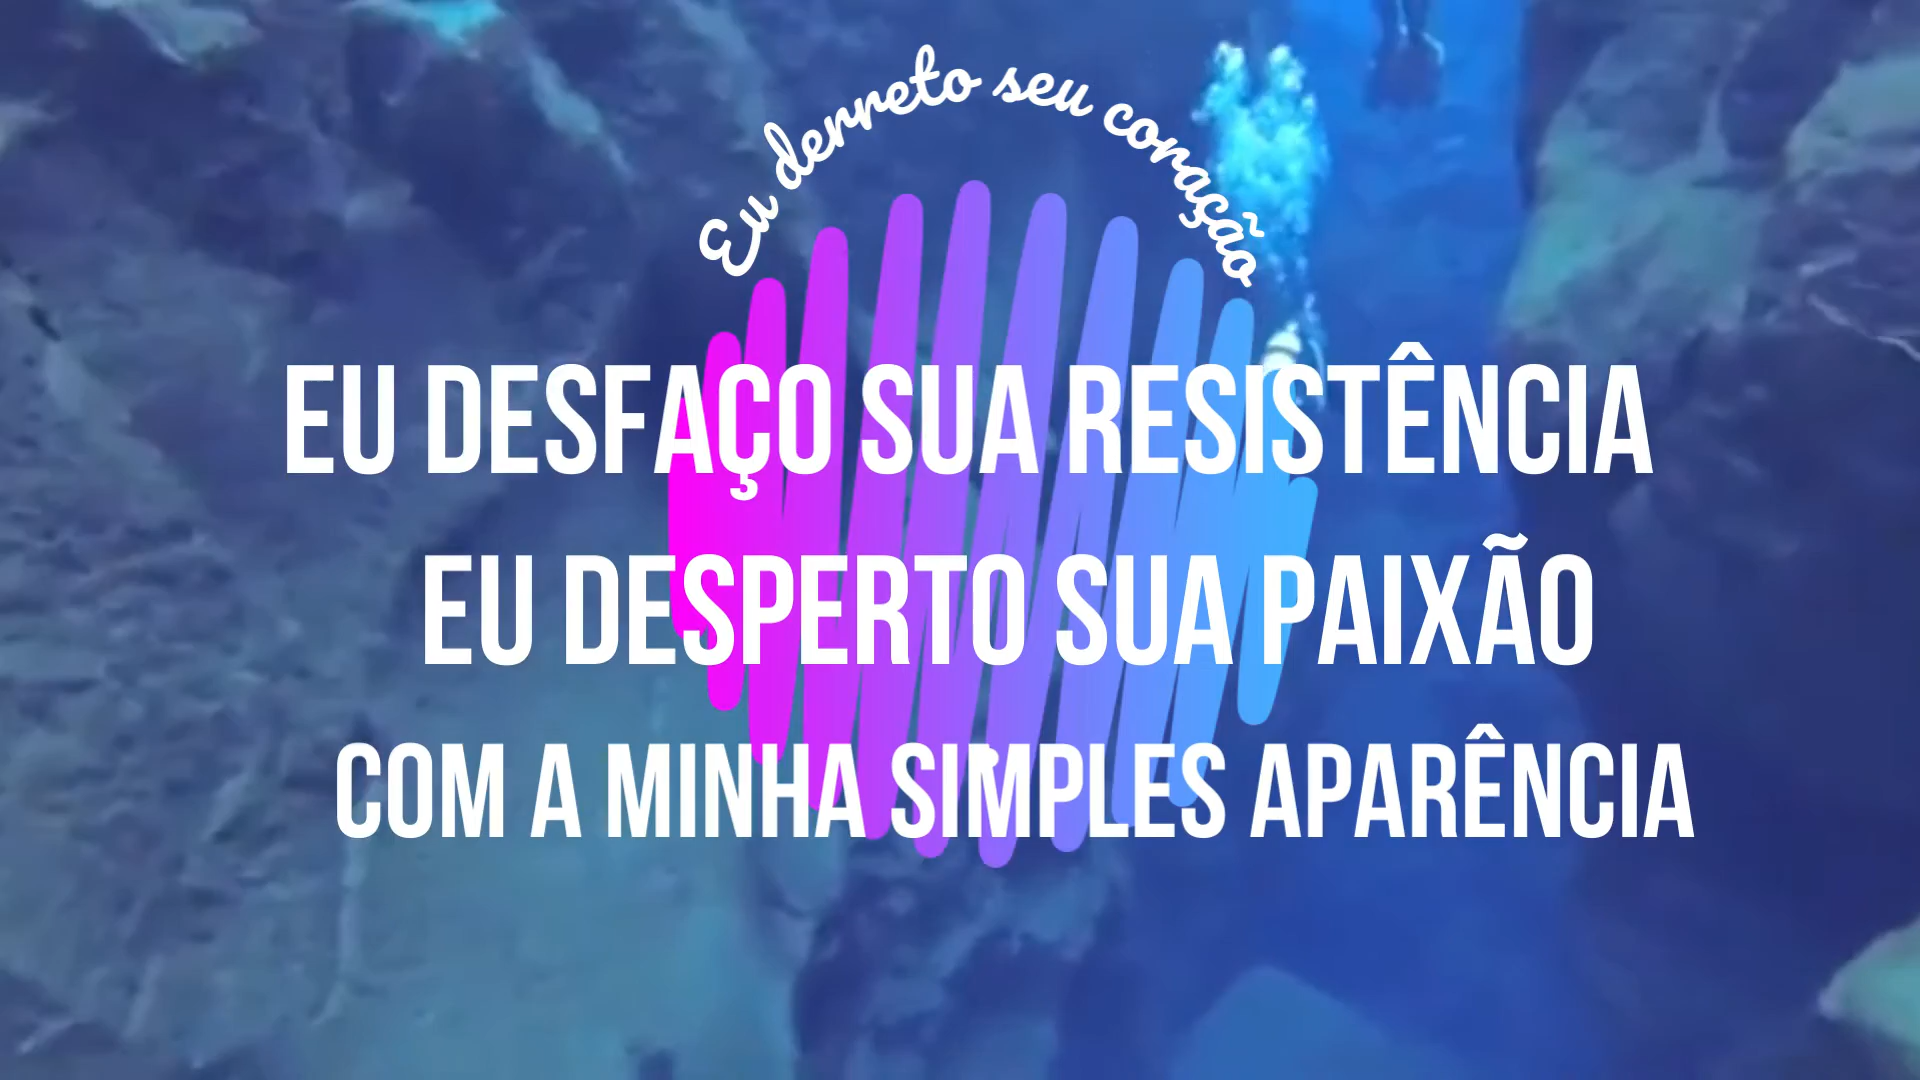 Eu derreto seu coração
EU DESFAÇO SUA RESISTÊNCIA
EU DESPERTO SUA PAIXÃO
COM A MINHA SIMPLES APARÊNCIA